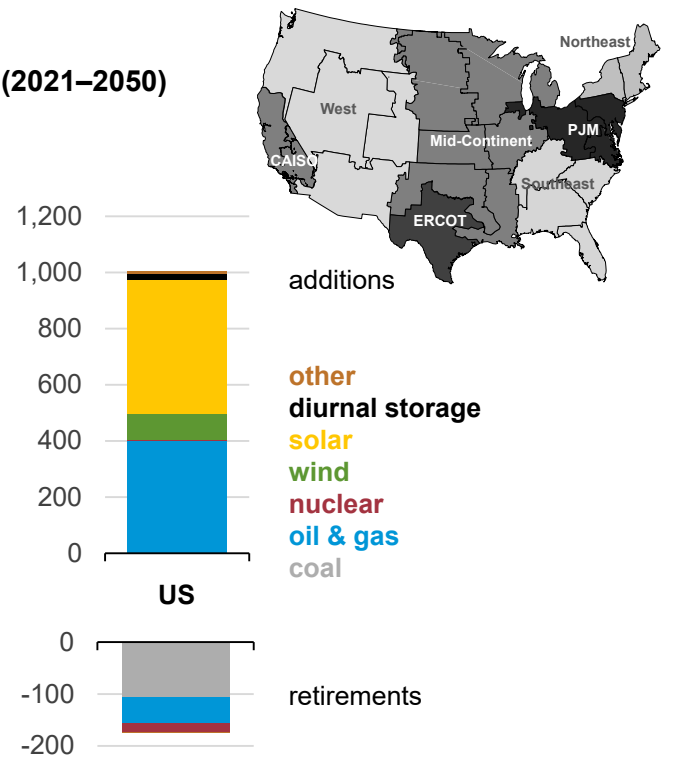 (2021–2050)
Northeast
West
Mid-Continent
PJM
CAISO
Southeast
ERCOT
1,200
1,000
800
600
400
200
0
additions
other
diurnal storage
solar
wind
nuclear
oil & gas
coal
US
0
-100
-200
retirements